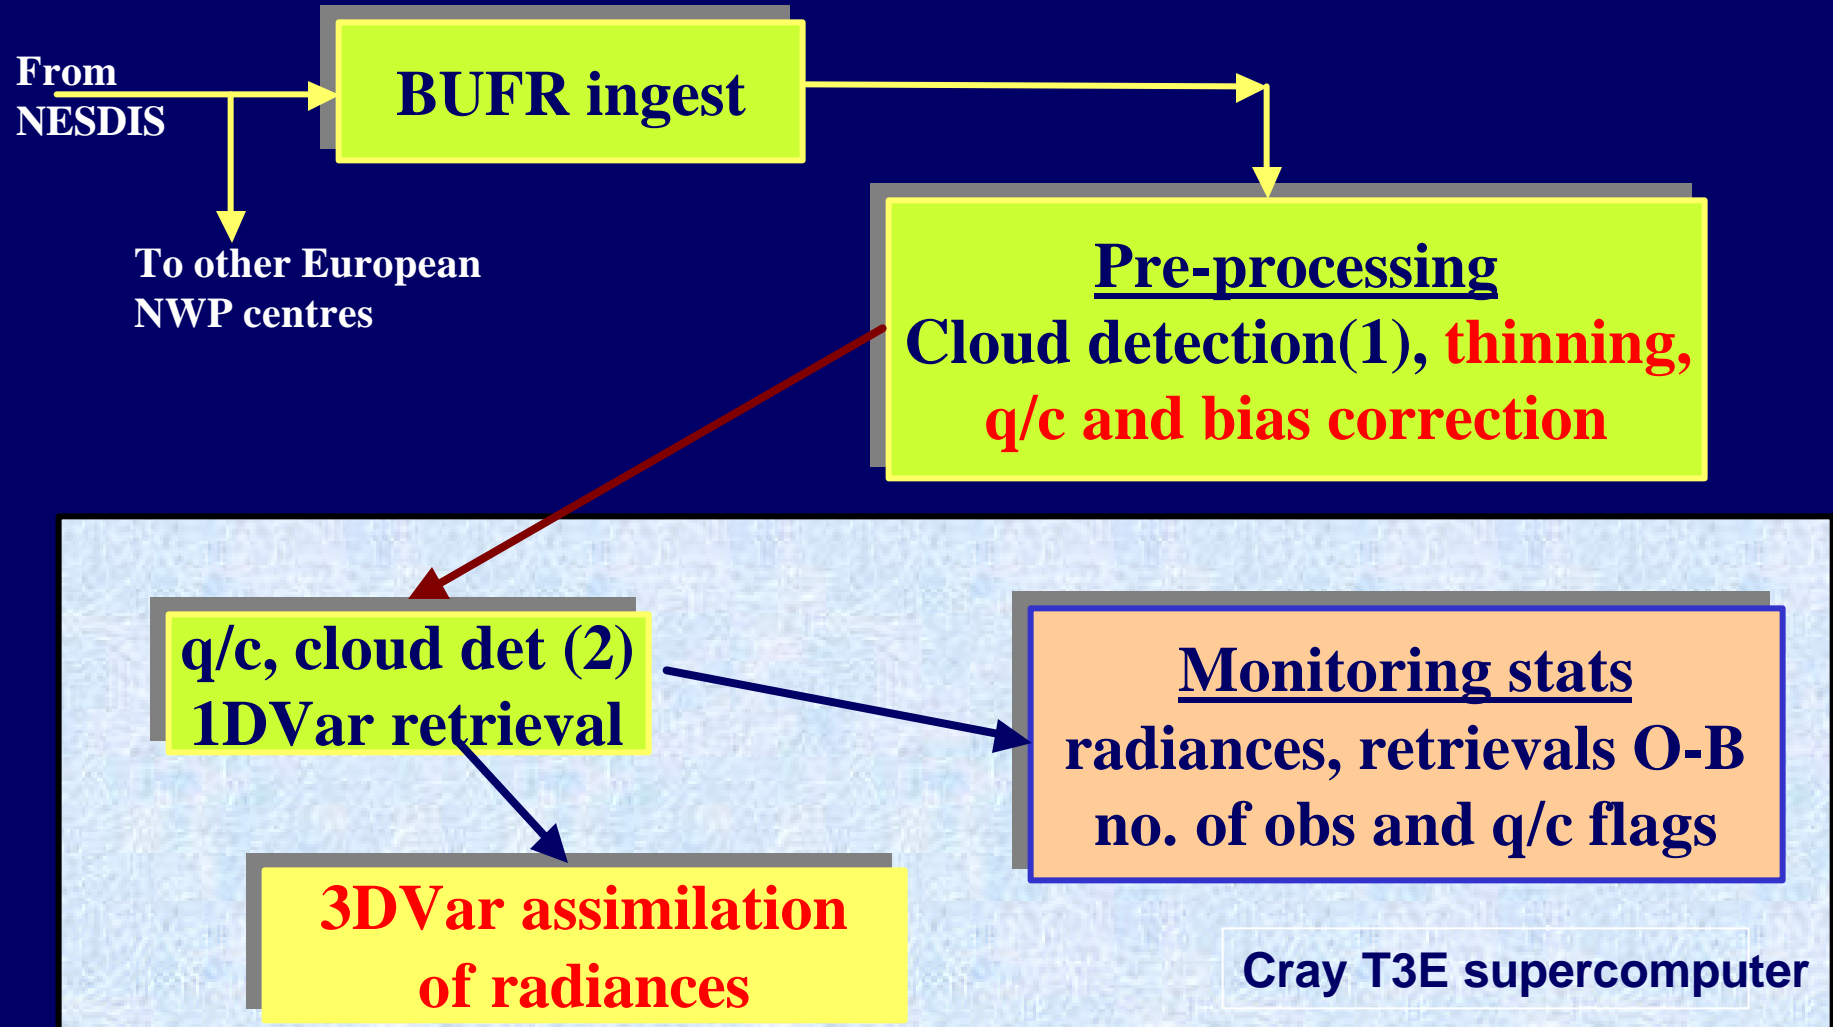 From
NESDIS
BUFR ingest
To other European
NWP centres
Pre-processing
Cloud detection(1), thinning,
q/c and bias correction
q/c, cloud det (2)
1DVar retrieval
Monitoring stats
radiances, retrievals O-B
no. of obs and q/c flags
3DVar assimilation
of radiances
Cray T3E supercomputer